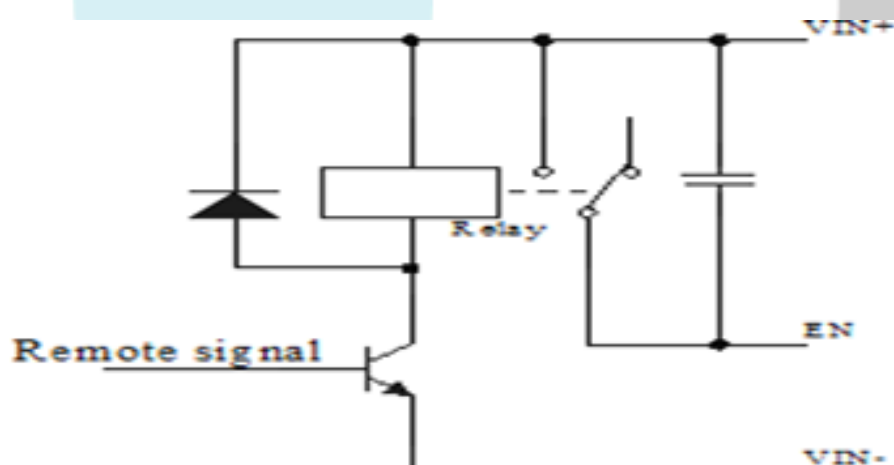 VIN+
Relay
EN
Remote signal
VIN-